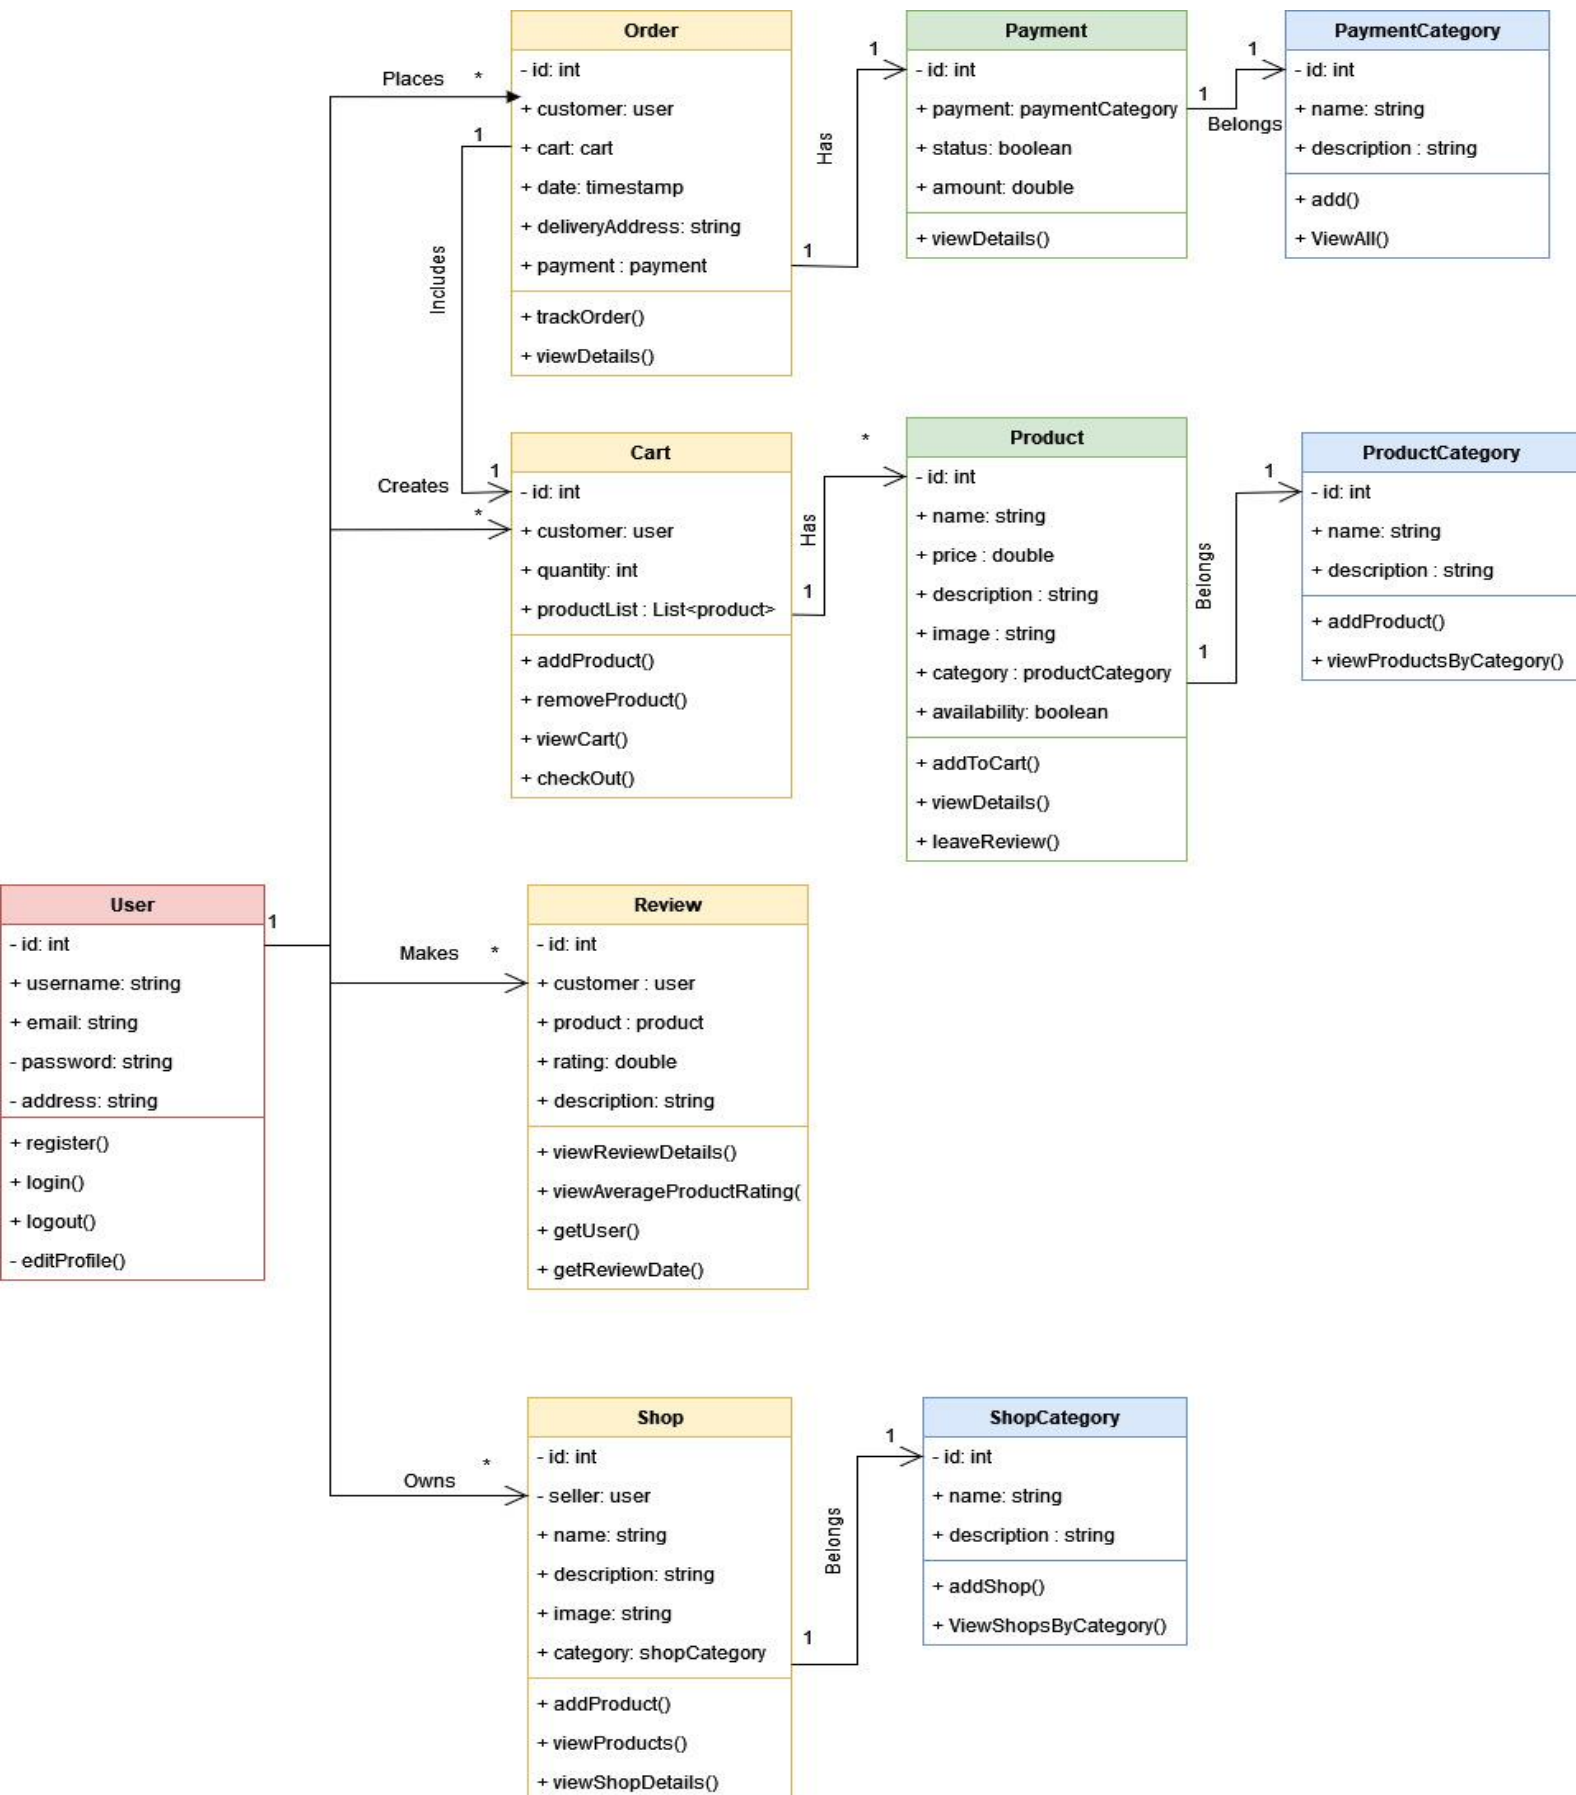 Order
- id: int
+ customer: user
+ cart: cart
+ date: timestamp
+ deliveryAddress: string
+ payment : payment
+ trackOrder()
+ viewDetails()
Payment
- id: int
+ payment: paymentCategory
+ status: boolean
+ amount: double
+ viewDetails()
PaymentCategory
- id: int
+ name: string
+ description : string
+ add()
+ ViewAll()
Places
*
1
Includes
1
Has
1
1
Belongs
1
Cart
- id: int
+ customer: user
+ quantity: int
+ productList : List<product>
+ addProduct()
+ removeProduct()
+ viewCart()
+ checkOut()
Product
- id: int
+ name: string
+ price : double
+ description : string
+ image : string
+ category : productCategory
+ availability: boolean
+ addToCart()
+ viewDetails()
+ leaveReview()
ProductCategory
- id: int
+ name: string
+ description : string
+ addProduct()
+ viewProductsByCategory()
Creates
1
*
*
Has
1
1
Belongs
1
User
- id: int
+ username: string
+ email: string
- password: string
- address: string
+ register()
+ login()
+ logout()
- editProfile()
1
Makes
*
Review
- id: int
+ customer : user
+ product : product
+ rating: double
+ description: string
+ viewReviewDetails()
+ viewAverageProductRating(
+ getUser()
+ getReviewDate()
Owns
*
Shop
- id: int
- seller: user
+ name: string
+ description: string
+ image: string
+ category: shopCategory
+ addProduct()
+ viewProducts()
+ viewShopDetails()
1
Belongs
1
ShopCategory
- id: int
+ name: string
+ description : string
+ addShop()
+ ViewShopsByCategory()